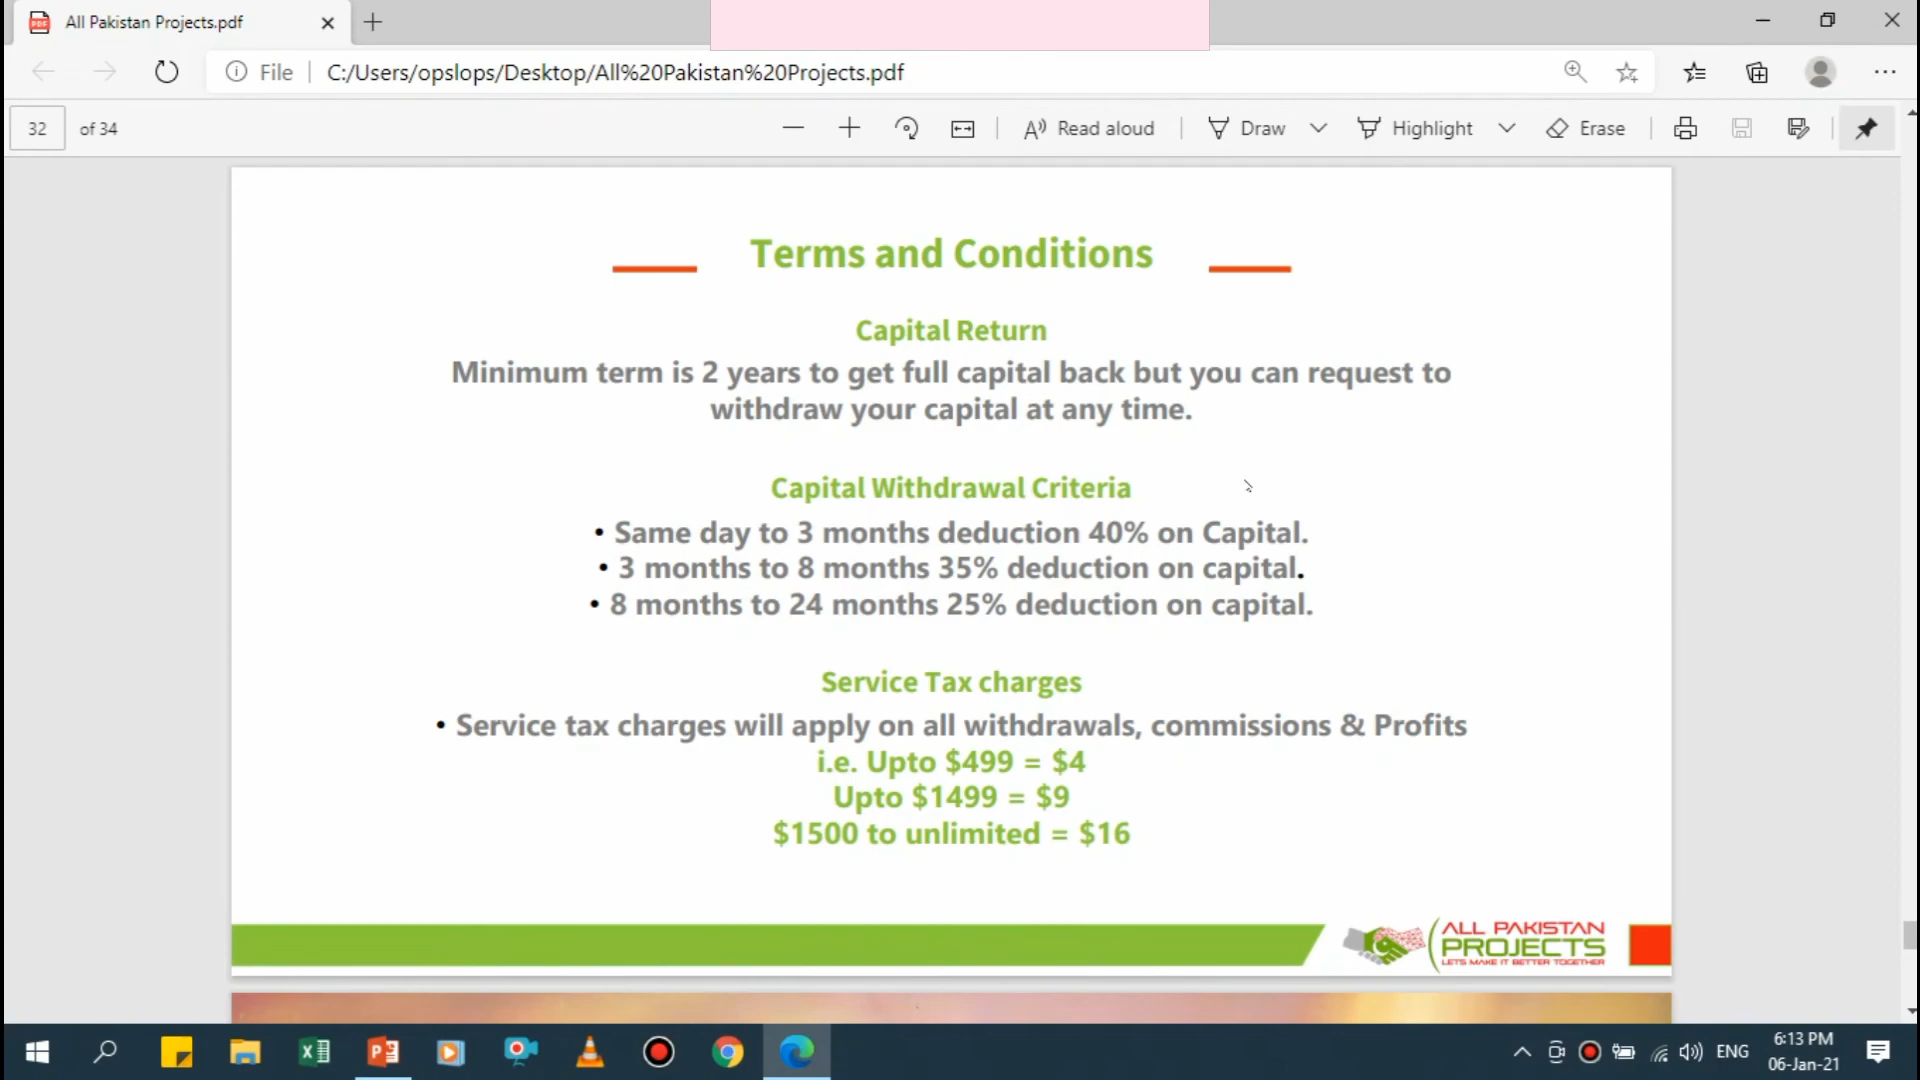 All Pakistan Projects.pdf
File
C:/Users/opslops/Desktop/All%20Pakistan%20Projects.pdf
32 of 34
Read aloud
Draw
Highlight
Erase
Terms and Conditions
Capital Return
Minimum term is 2 years to get full capital back but you can request to
withdraw your capital at any time.
Capital Withdrawal Criteria
• Same day to 3 months deduction 40% on Capital.
• 3 months to 8 months 35% deduction on capital.
• 8 months to 24 months 25% deduction on capital.
Service Tax charges
• Service tax charges will apply on all withdrawals, commissions & Profits
i.e. Upto $499 = $4
Upto $1499 = $9
$1500 to unlimited = $16
ALL PAKISTAN
PROJECTS
LETS MAKE IT BETTER TOGETHER
ENG
6:13 PM
06-Jan-21